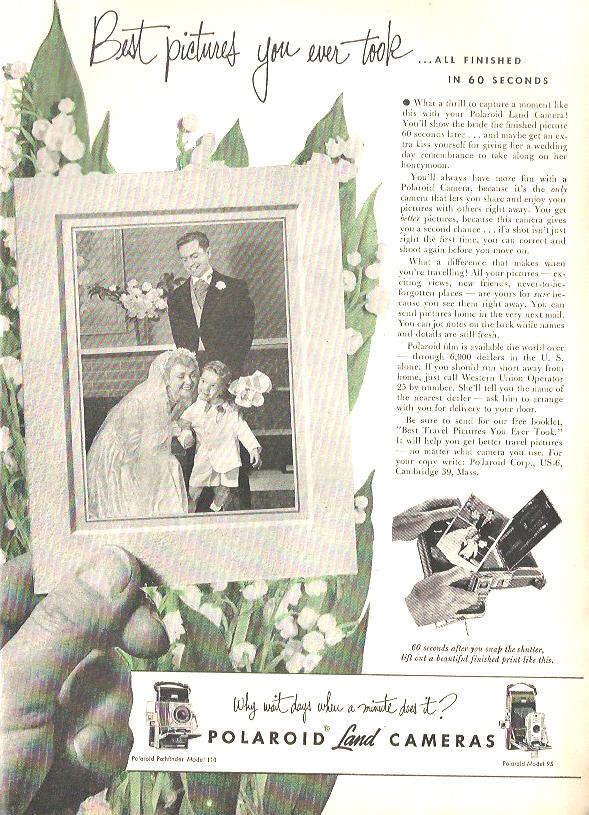 Best pictures you ever took
...ALL FINISHED
IN 60 SECONDS
● What a thrill to capture a moment like
this with your Polaroid Land Camera!
You'll show the bride the finished picture
60 seconds later . . . and maybe get an ex-
tra kiss yourself for giving her a wedding
day remembrance to take along on her
honeymoon.
You'll always have more fun with a
Polaroid Camera, because it's the only
camera that lets you share and enjoy your
pictures with others right away. You get
better pictures, because this camera gives
you a second chance . . . if a shot isn't just
right the first time, you can correct and
shoot again before you move on.
What a difference that makes when
you're travelling! All your pictures — ex-
citing views, new friends, never-to-be-
forgotten places — are yours for sure be-
cause you see them right away. You can
send pictures home in the very next mail.
You can jot notes on the back while names
and details are still fresh.
Polaroid film is available the world over
— through 6,000 dealers in the U. S.
alone. If you should run short away from
home, just call Western Union Operator
25 by number. She'll tell you the name of
the nearest dealer — ask him to arrange
with you for delivery to your door.
Be sure to send for our free booklet,
"Best Travel Pictures You Ever Took."
It will help you get better travel pictures
— no matter what camera you use. For
your copy write: Polaroid Corp., US-6,
Cambridge 39, Mass.
60 seconds after you snap the shutter,
lift out a beautiful finished print like this.
Why wait days when a minute does it?
POLAROID® Land CAMERAS
Polaroid Pathfinder Model 110
Polaroid Model 95